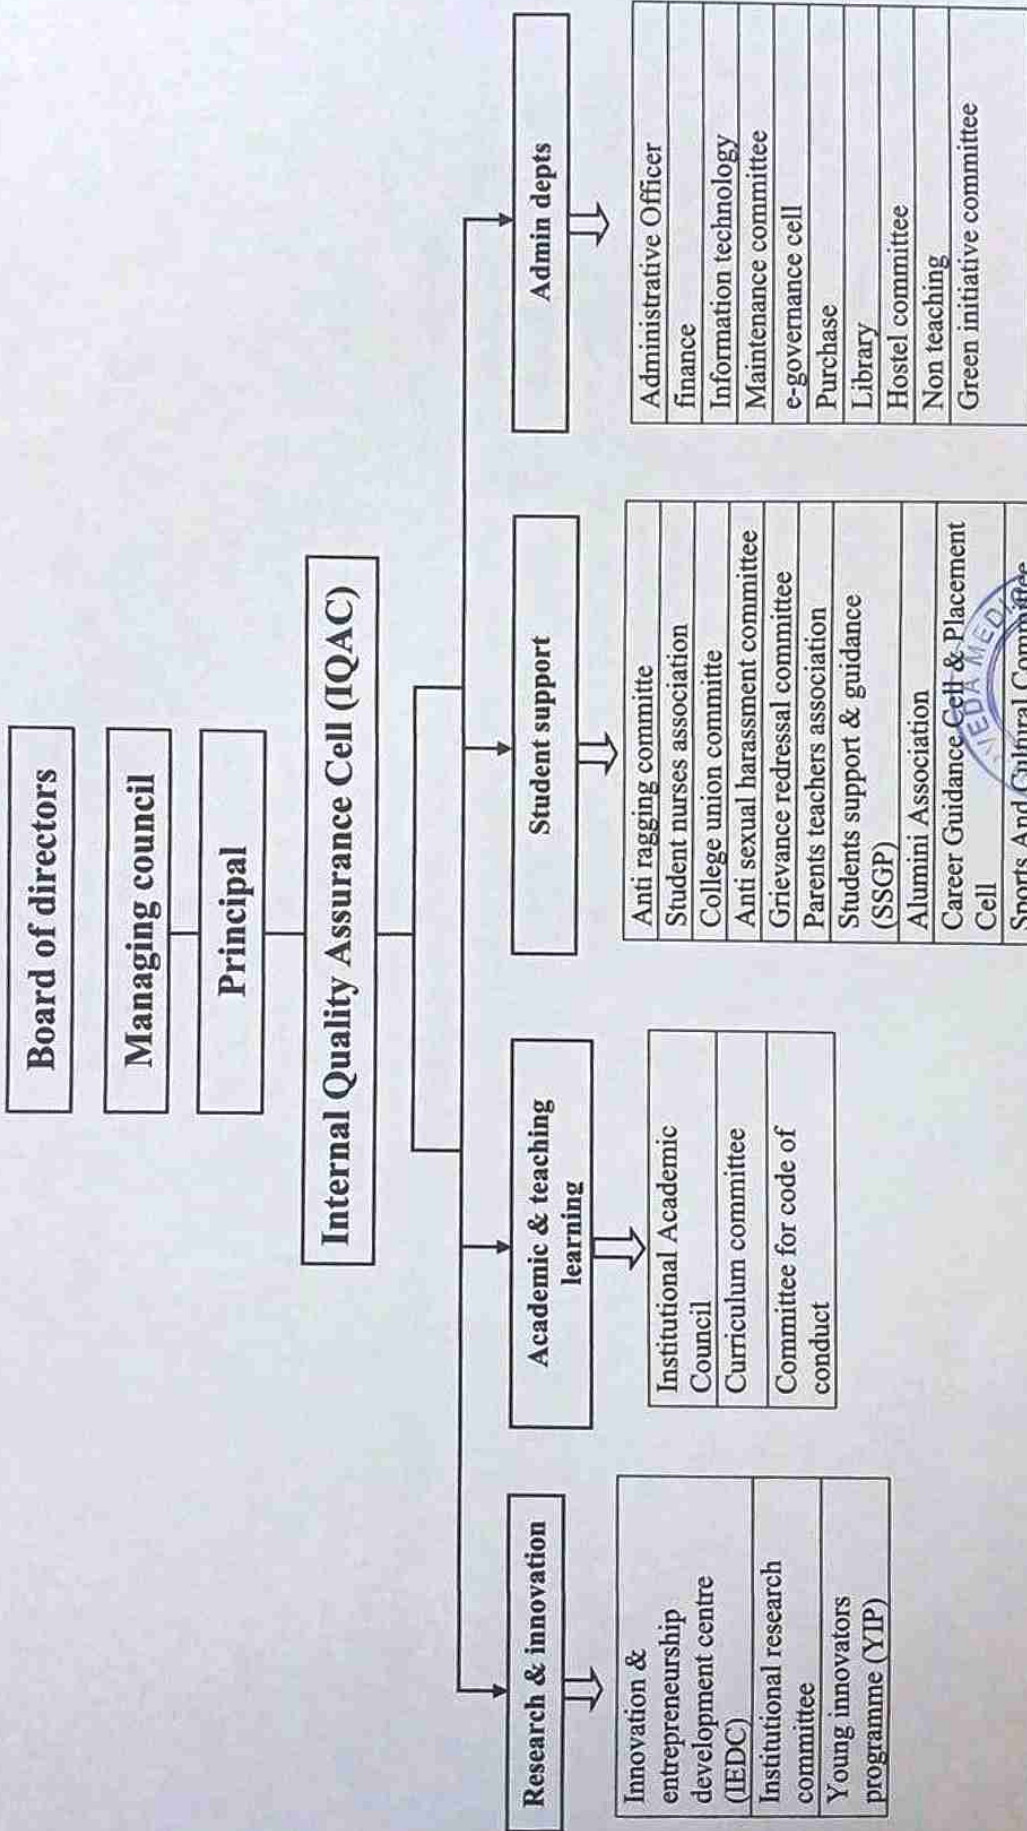 Board of directors
Managing council
Principal
Internal Quality Assurance Cell (IQAC)
Research & innovation
Innovation &
entrepreneurship
development centre
(IEDC)
Institutional research
committee
Young innovators
programme (YIP)
Academic & teaching
learning
Institutional Academic
Council
Curriculum committee
Committee for code of
conduct
Student support
Anti ragging committe
Student nurses association
College union committe
Anti sexual harassment committee
Grievance redressal committee
Parents teachers association
Students support & guidance
(SSGP)
Alumini Association
Career Guidance Cell & Placement
Cell
Sports And Cultural Committee
Admin depts
Administrative Officer
finance
Information technology
Maintenance committee
e-governance cell
Purchase
Library
Hostel committee
Non teaching
Green initiative committee